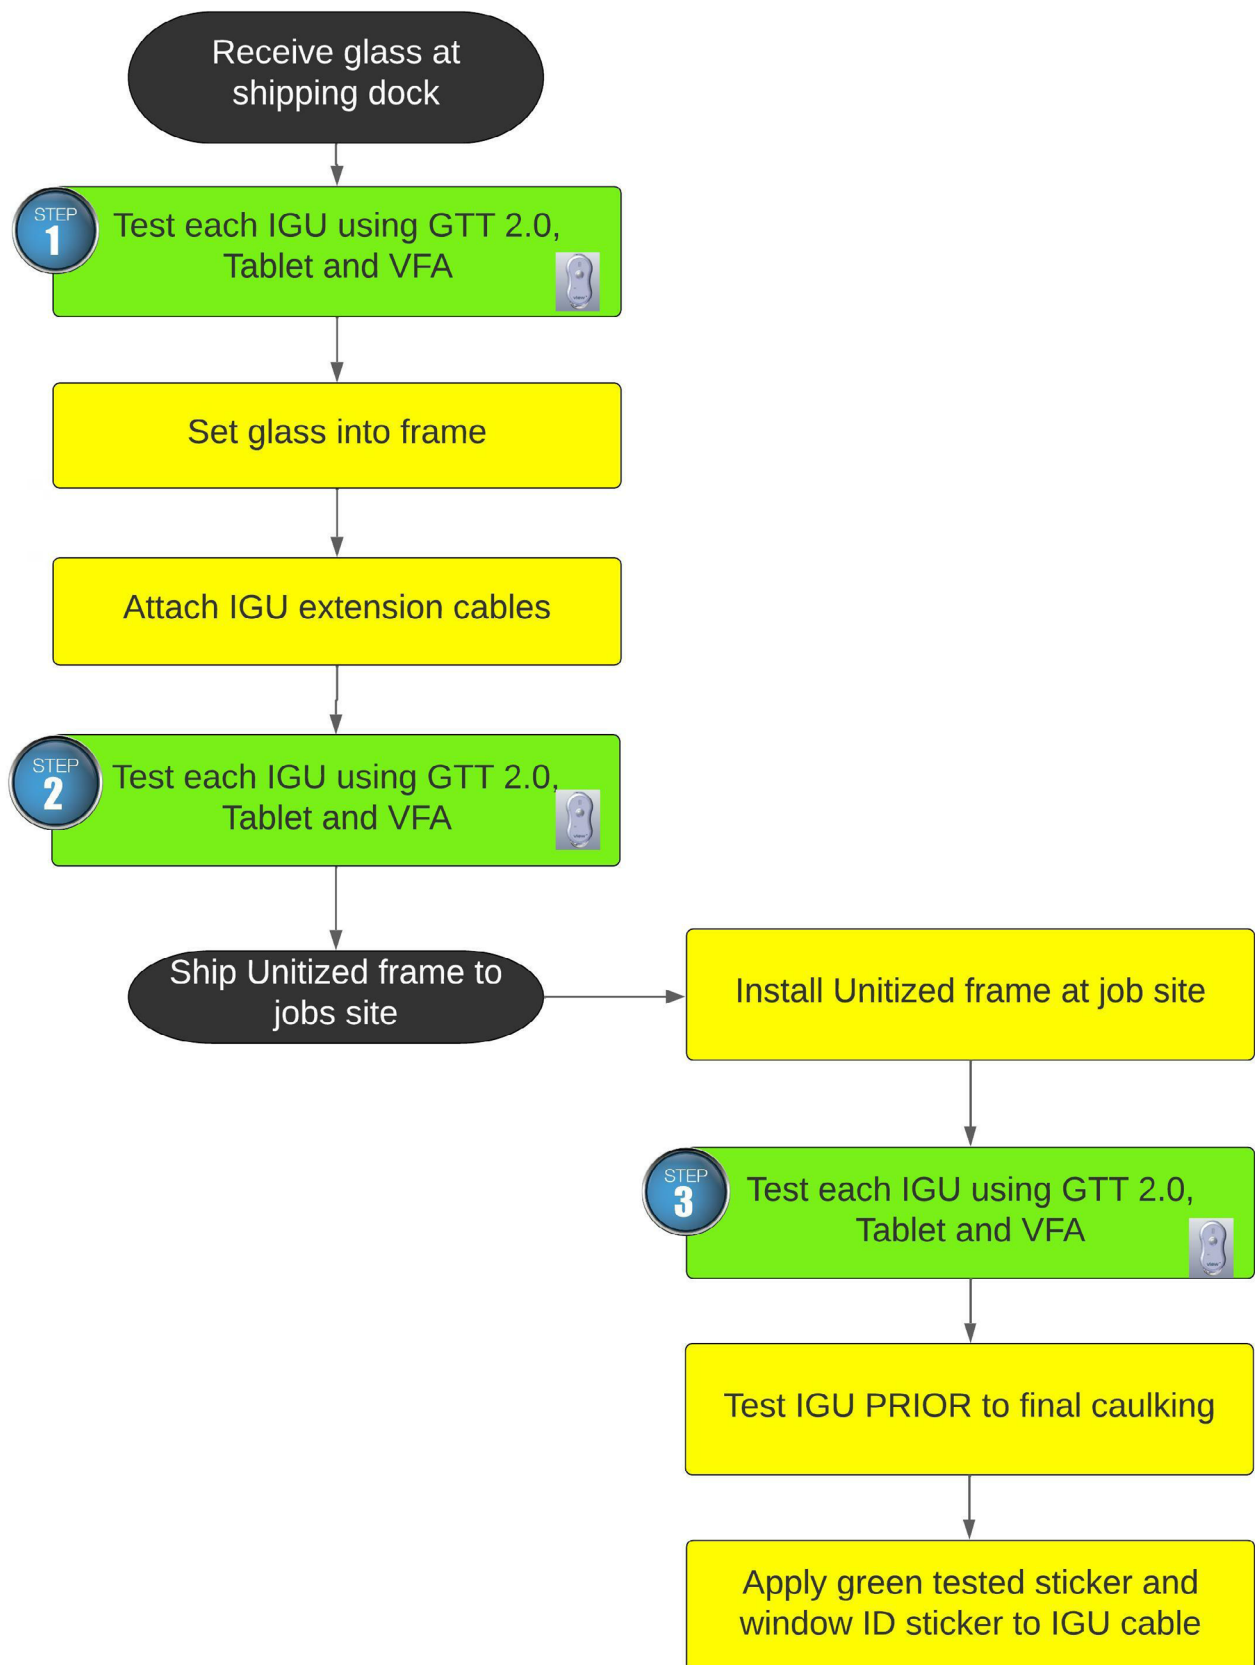 Receive glass at
shipping dock
STEP
1
Test each IGU using GTT 2.0,
Tablet and VFA
Set glass into frame
Attach IGU extension cables
STEP
2
Test each IGU using GTT 2.0,
Tablet and VFA
Ship Unitized frame to
jobs site
Install Unitized frame at job site
STEP
3
Test each IGU using GTT 2.0,
Tablet and VFA
Test IGU PRIOR to final caulking
Apply green tested sticker and
window ID sticker to IGU cable